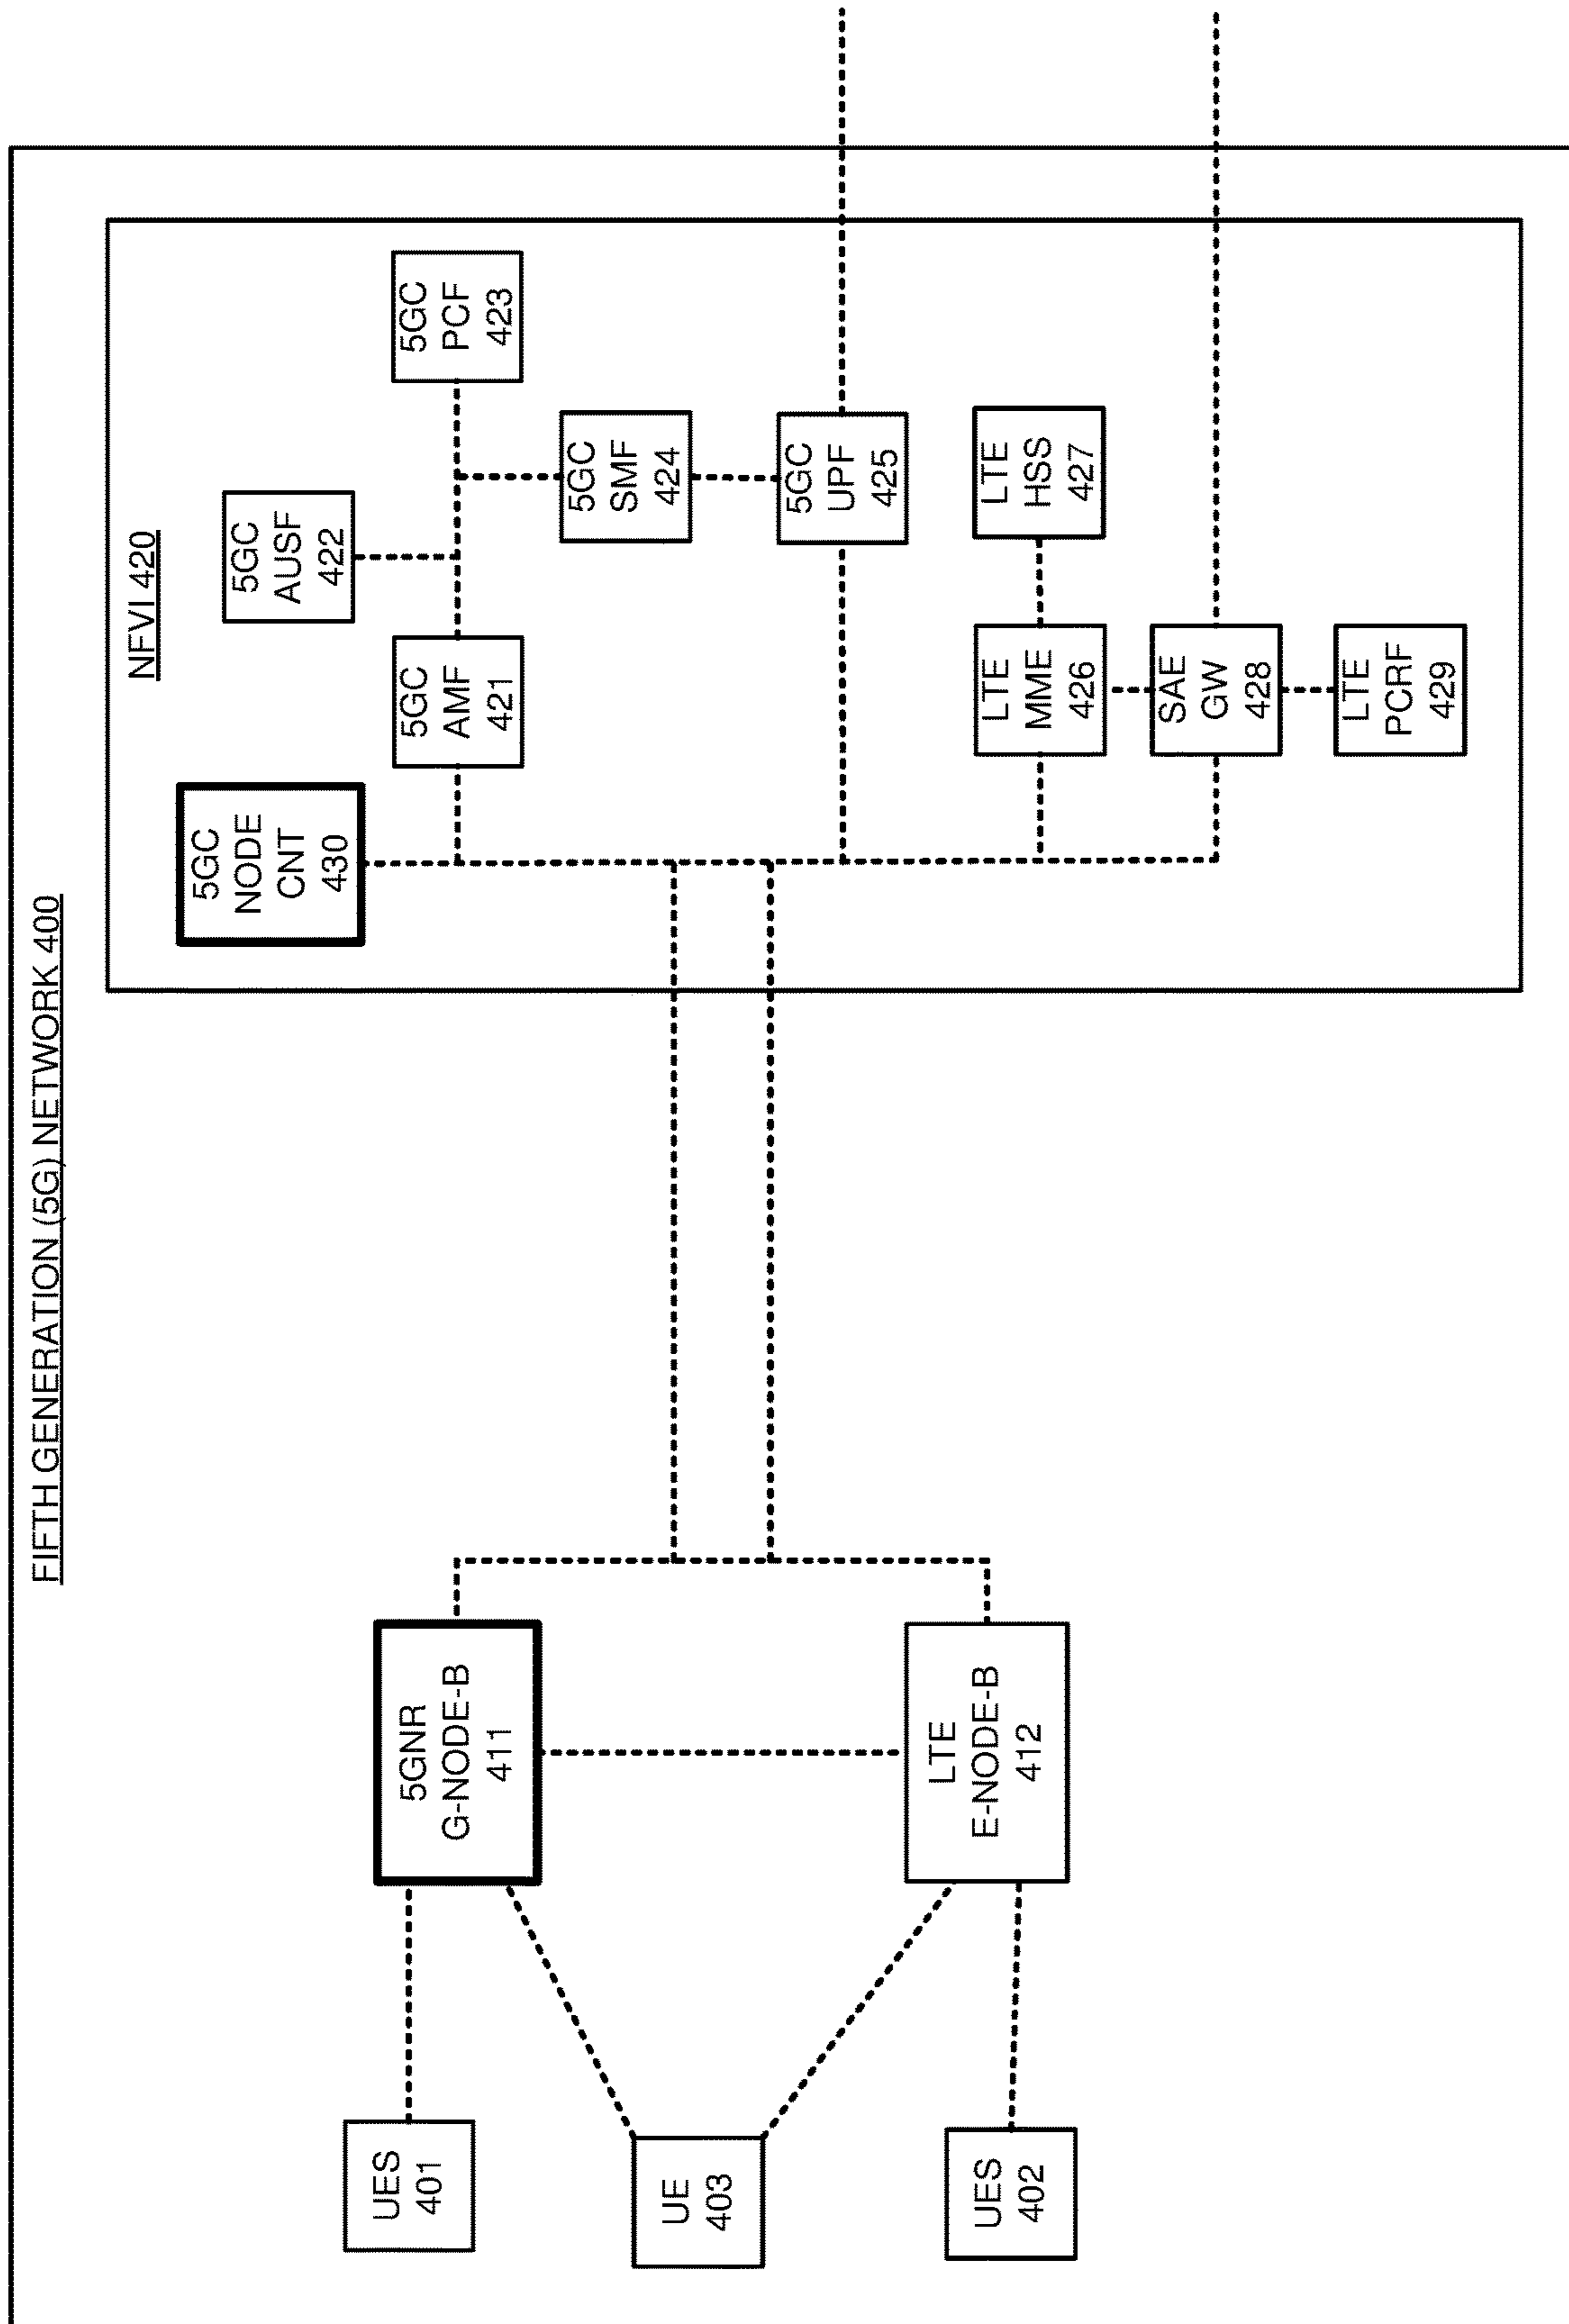 FIFTH GENERATION (5G) NETWORK 400
NFVI 420
5GC
NODE
CNT
430
5GC
AUSF
422
5GC
AMF
421
5GC
PCF
423
5GC
SMF
424
5GC
UPF
425
LTE
MME
426
LTE
HSS
427
SAE
GW
428
LTE
PCRF
429
5GNR
G-NODE-B
411
LTE
E-NODE-B
412
UES
401
UE
403
UES
402